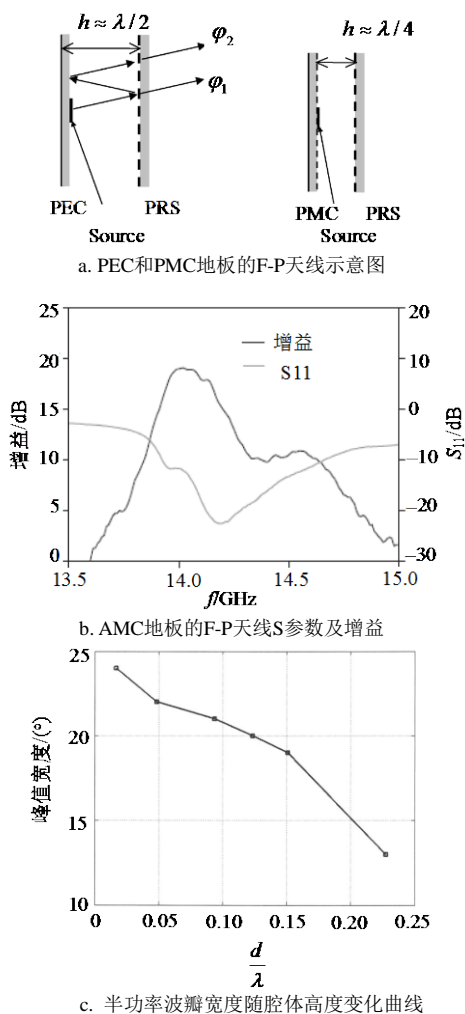 h ≈ λ/2
h ≈ λ/4
φ₂
φ₁
PEC PRS
PMC PRS
Source
Source
a. PEC和PMC地板的F-P天线示意图
25
20
15
10
5
0
增益/dB
增益
S11
20
10
0
−10
−20
−30
S₁₁/dB
13.5 14.0 14.5 15.0
f/GHz
b. AMC地板的F-P天线S参数及增益
25
20
15
10
峰值宽度/(°)
0 0.05 0.10 0.15 0.20 0.25
d
λ
c. 半功率波瓣宽度随腔体高度变化曲线